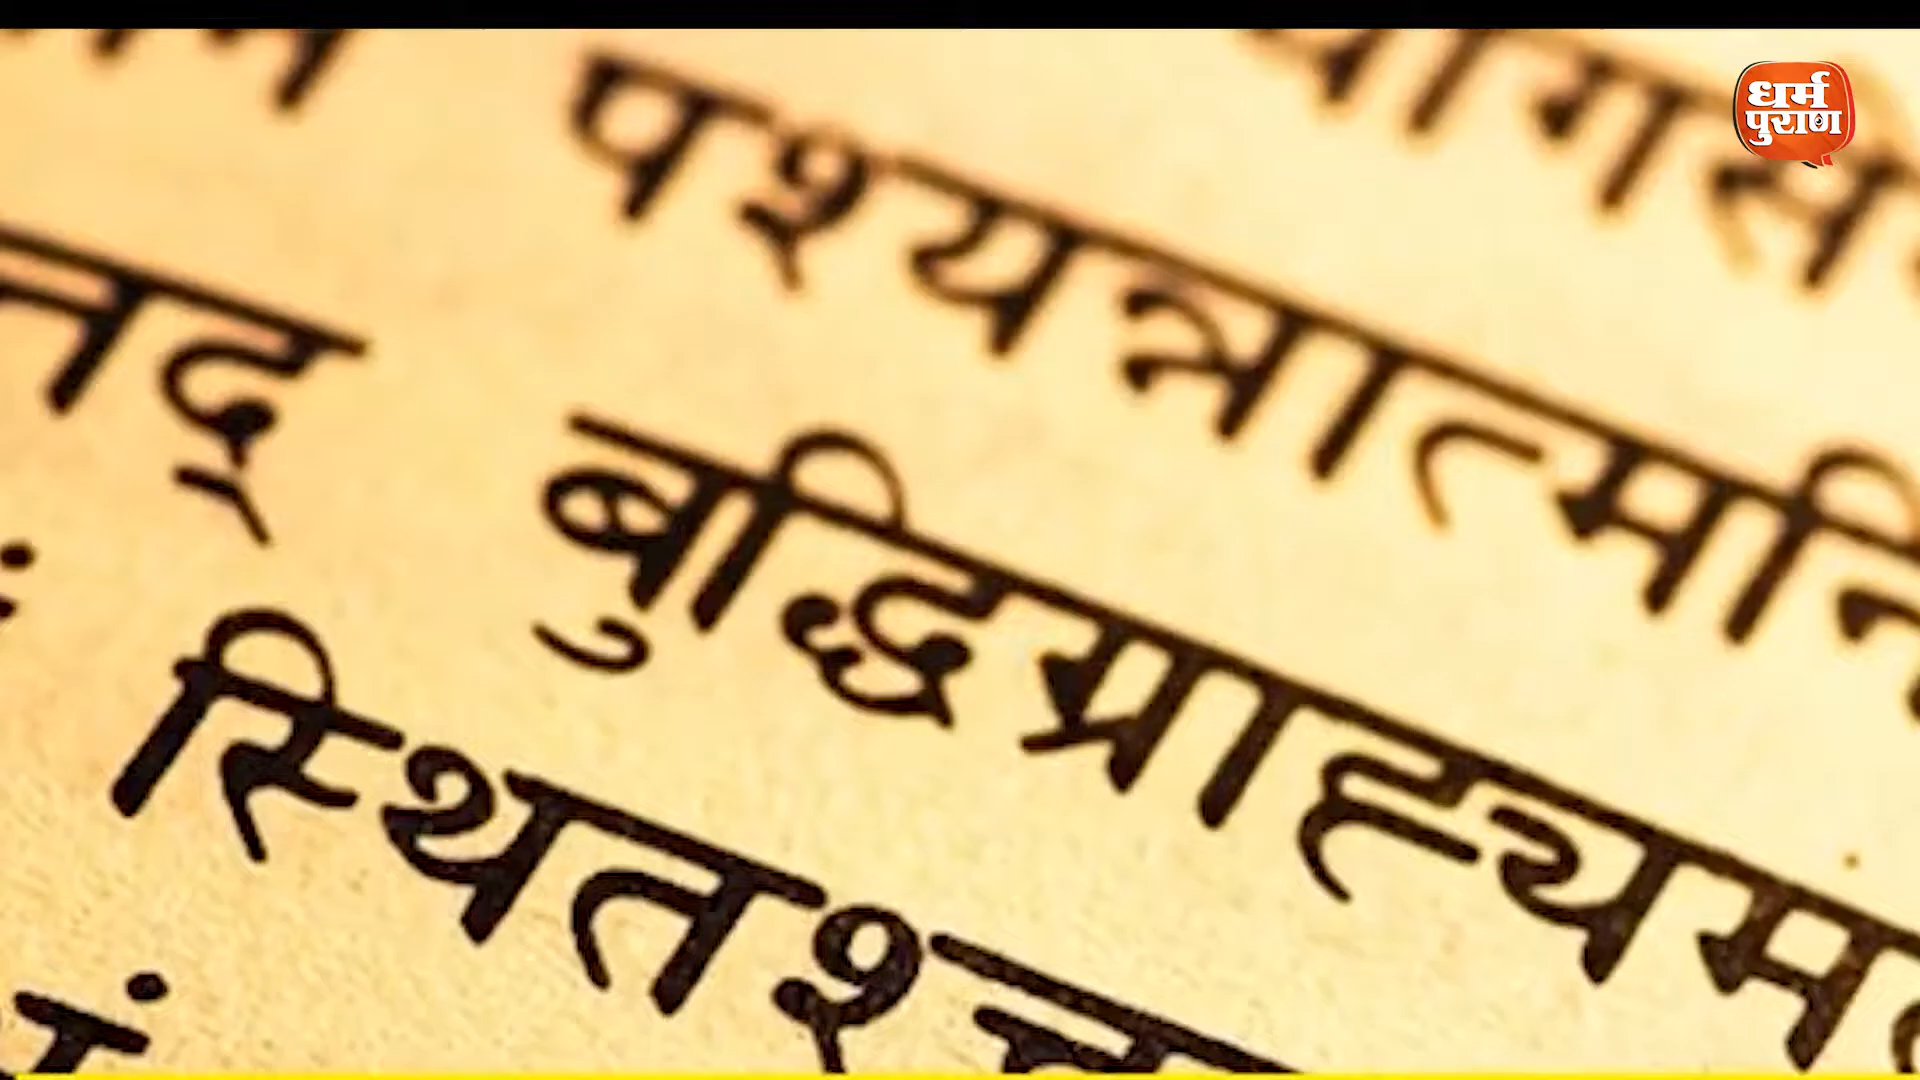 धर्म
पुराण
पश्यन्नात्मनि
बुद्धिग्राह्यम
स्थितश्च